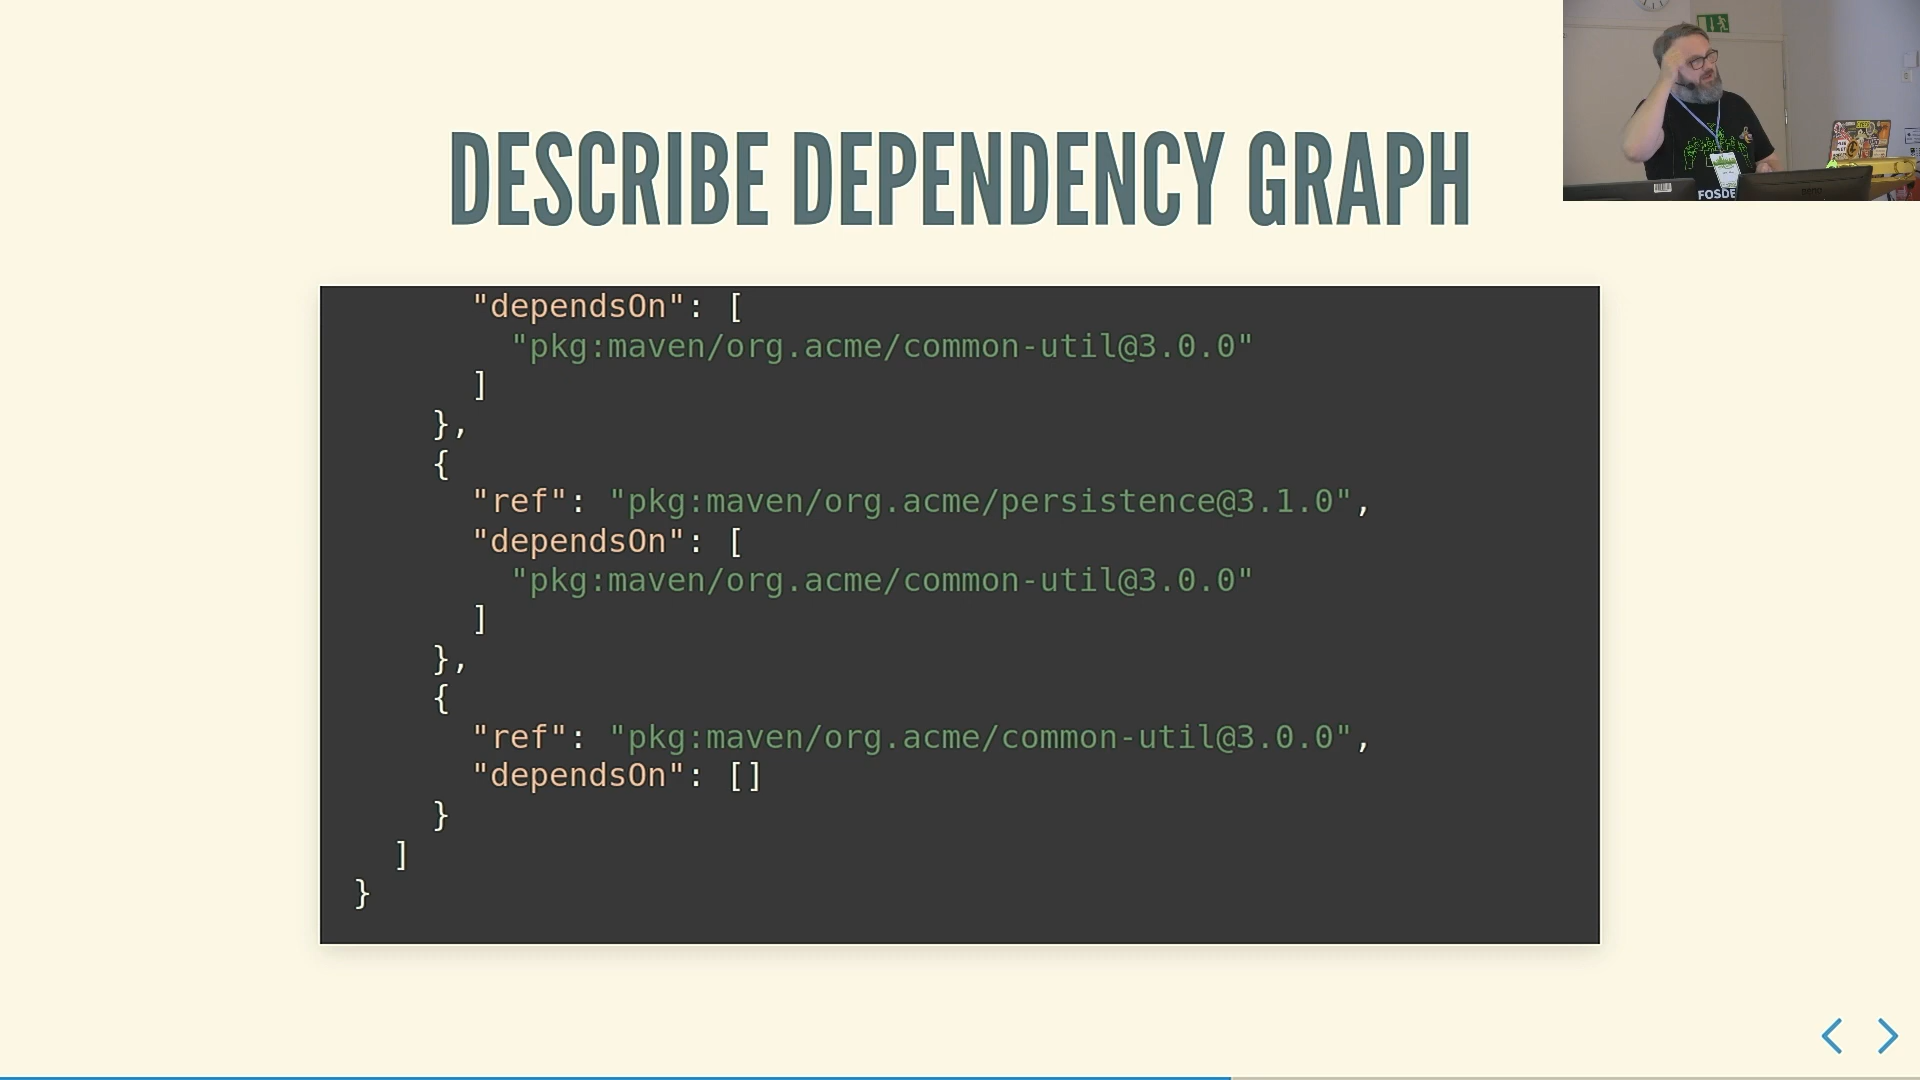 DESCRIBE DEPENDENCY GRAPH
"dependsOn": [
"pkg:maven/org.acme/common-util@3.0.0"
]
},
{
"ref": "pkg:maven/org.acme/persistence@3.1.0",
"dependsOn": [
"pkg:maven/org.acme/common-util@3.0.0"
]
},
{
"ref": "pkg:maven/org.acme/common-util@3.0.0",
"dependsOn": []
}
]
}
FOSDE